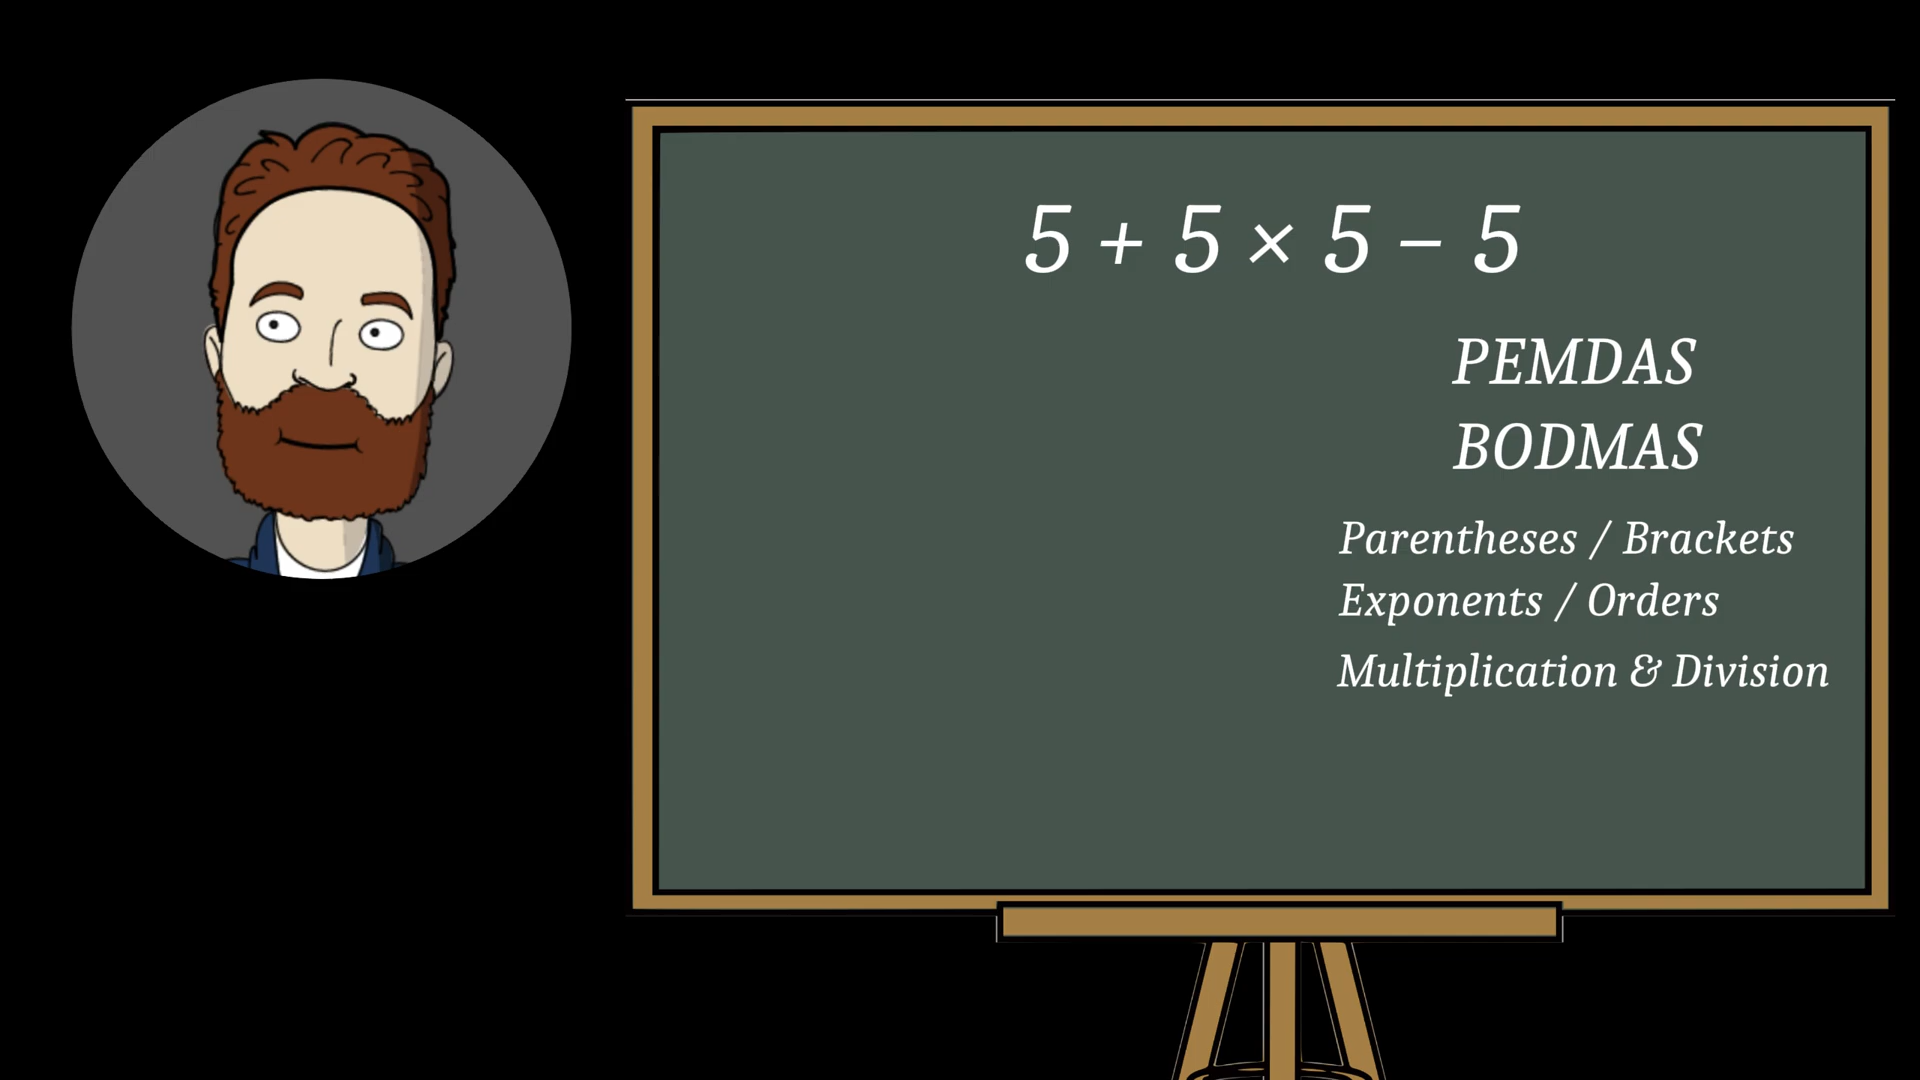 5 + 5 × 5 − 5
PEMDAS
BODMAS
Parentheses / Brackets
Exponents / Orders
Multiplication & Division